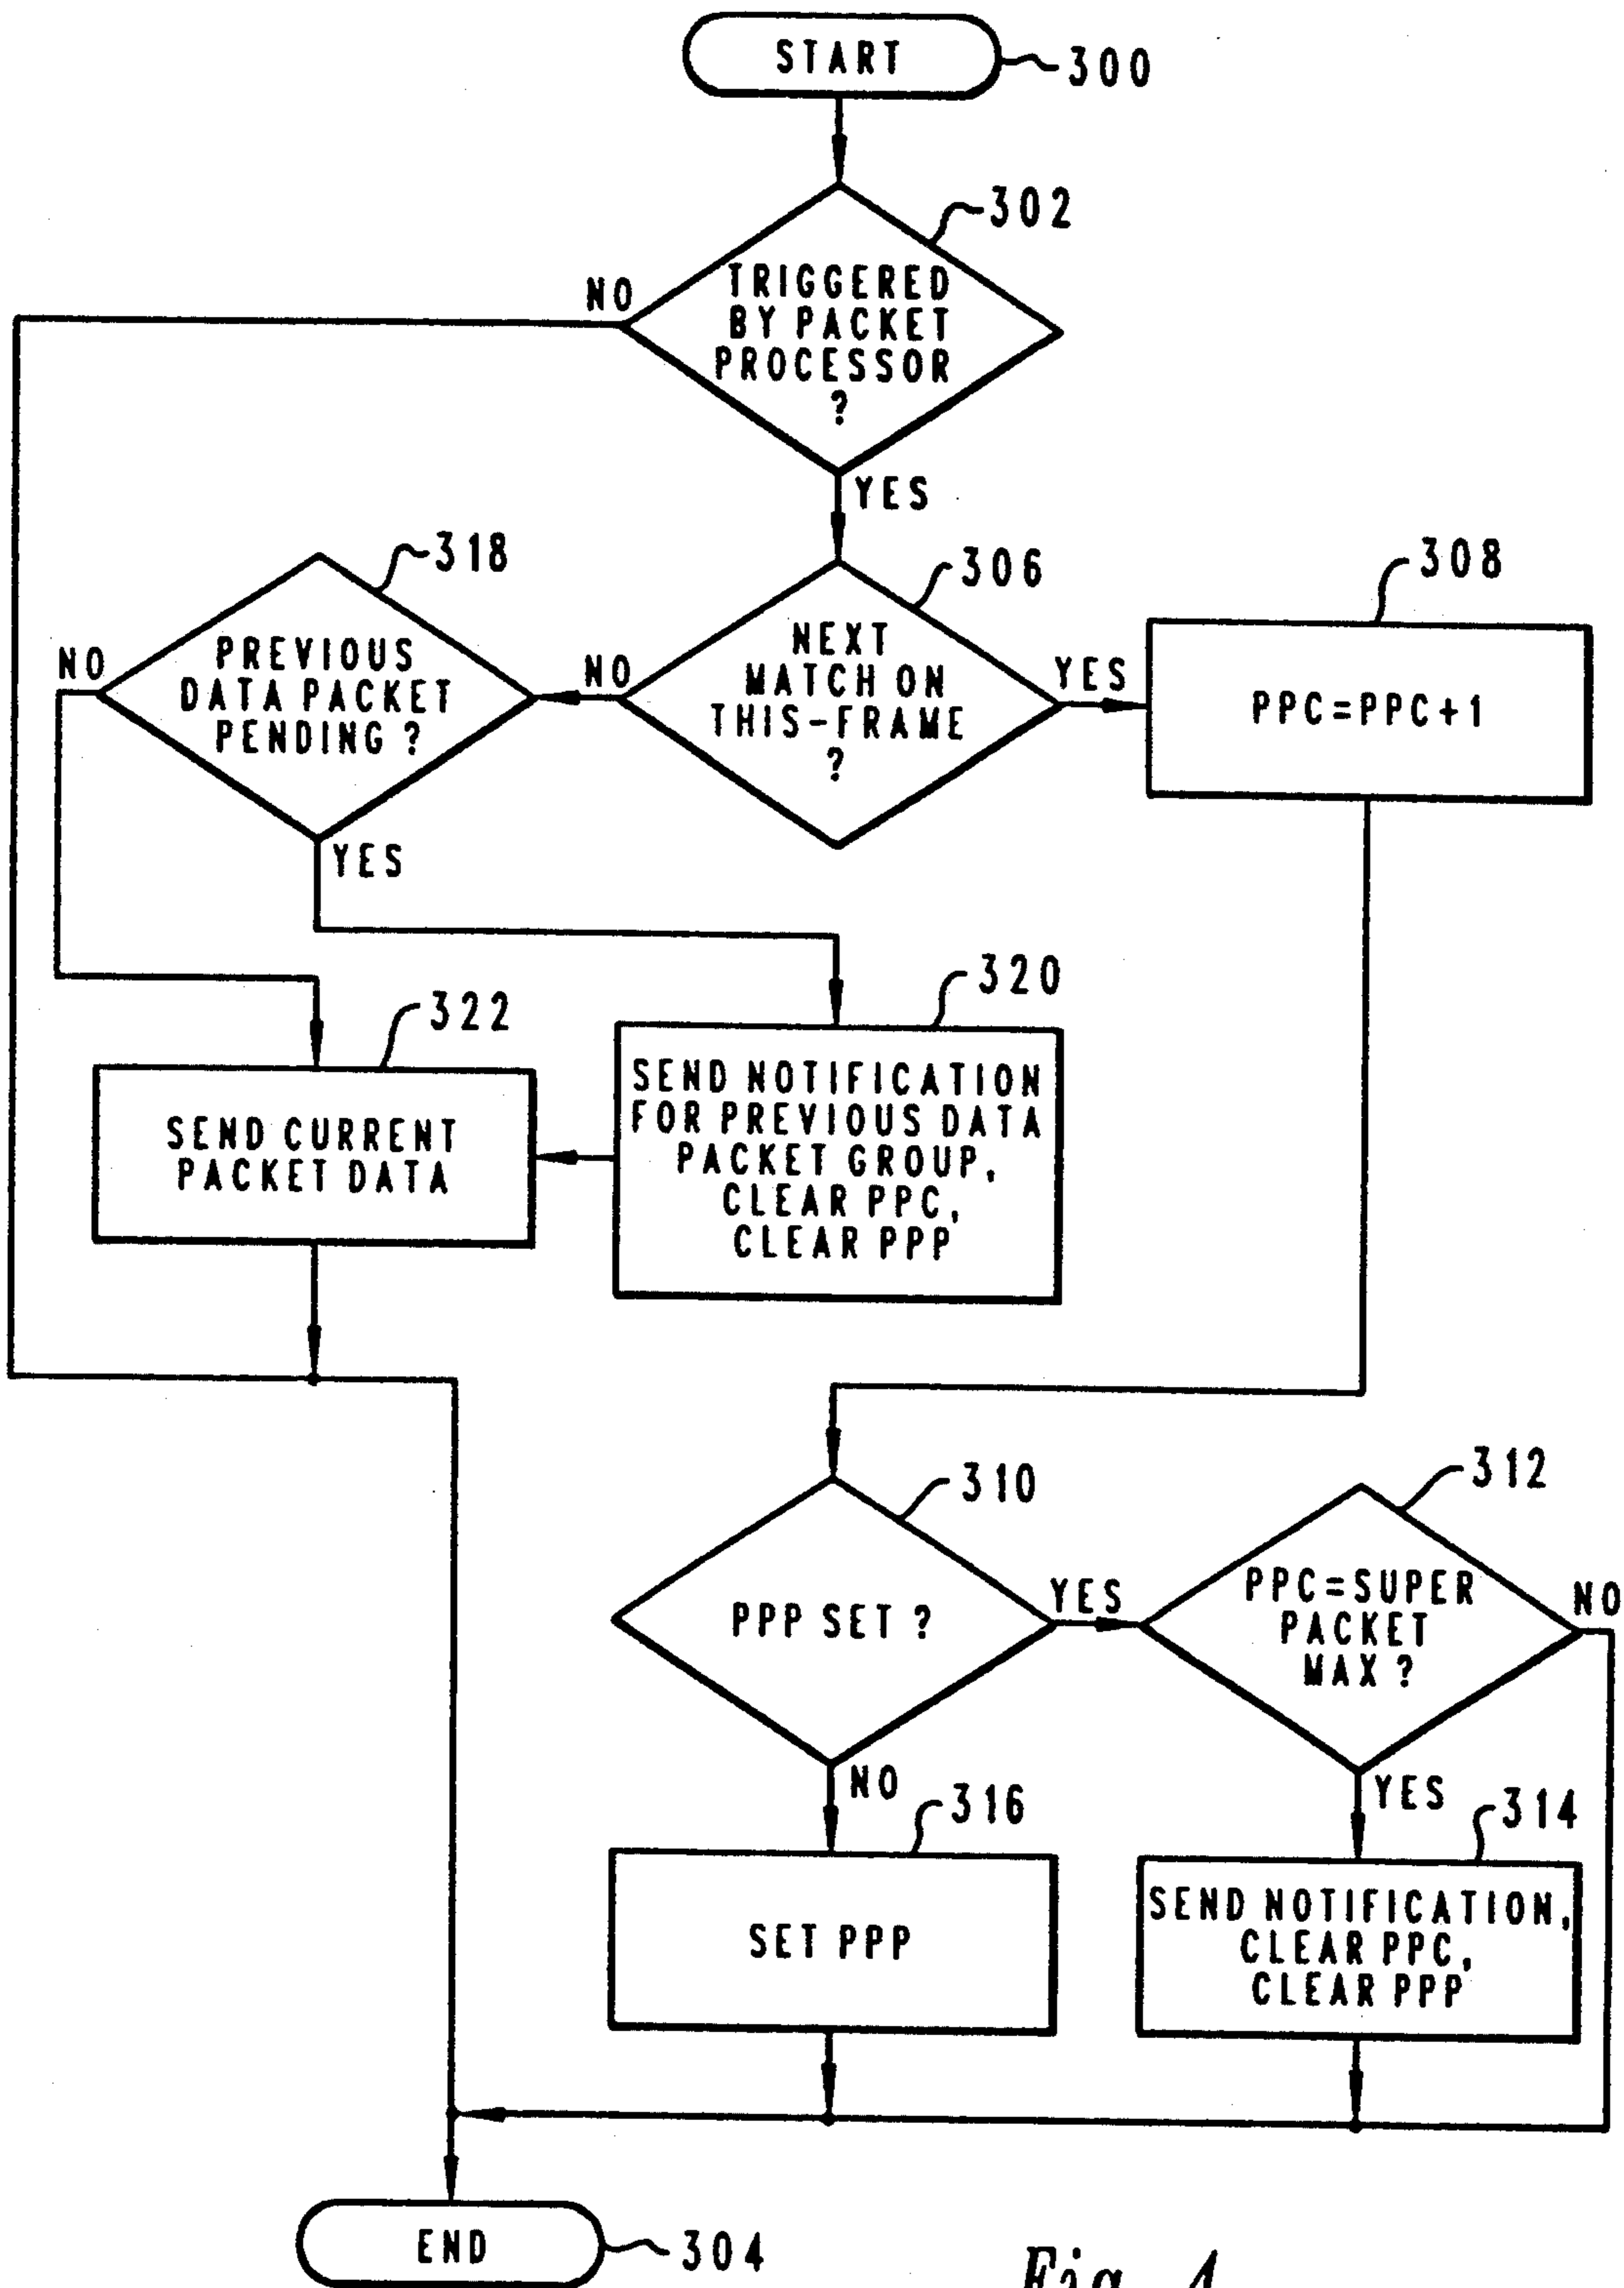 START
300
302
NO
TRIGGERED
BY PACKET
PROCESSOR
?
YES
318
306
308
NO
PREVIOUS
DATA PACKET
PENDING ?
NO
NEXT
MATCH ON
THIS-FRAME
?
YES
PPC=PPC+1
YES
322
320
SEND CURRENT
PACKET DATA
SEND NOTIFICATION
FOR PREVIOUS DATA
PACKET GROUP,
CLEAR PPC,
CLEAR PPP
310
312
PPP SET ?
YES
PPC=SUPER
PACKET
MAX ?
NO
NO
316
YES
314
SET PPP
SEND NOTIFICATION,
CLEAR PPC,
CLEAR PPP
END
304
Fig. 4